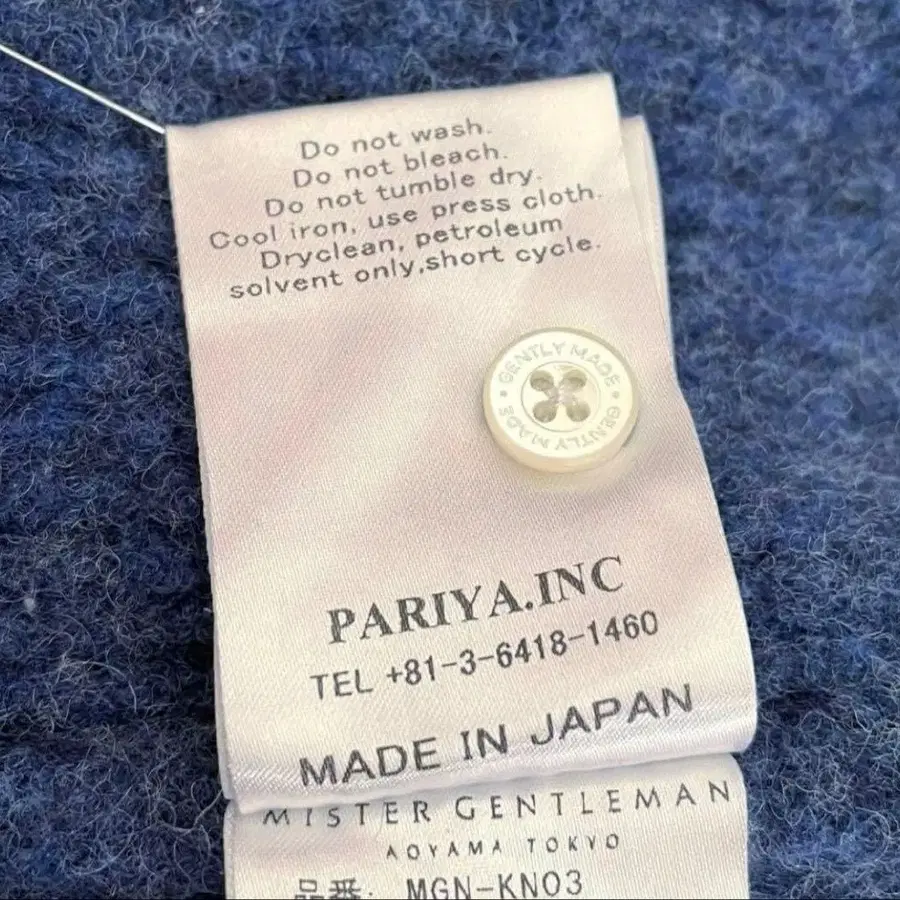 Do not wash.
Do not bleach.
Do not tumble dry.
Cool iron, use press cloth.
Dryclean, petroleum
solvent only,short cycle.
GENTLY MADE
GENTLY MADE
PARIYA.INC
TEL +81-3-6418-1460
MADE IN JAPAN
MISTER GENTLEMAN
AOYAMA TOKYO
品番: MGN-KN03